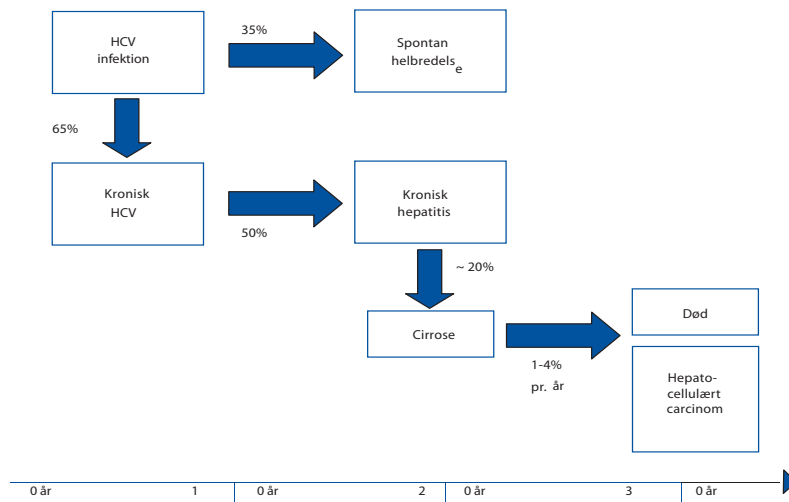 HCV
infektion
35%
Spontan
helbredels
e
65%
Kronisk
HCV
50%
Kronisk
hepatitis
~ 20%
Cirrose
1-4%
pr. år
Død
Hepato-
cellulært
carcinom
0 år 1 0 år 2 0 år 3 0 år